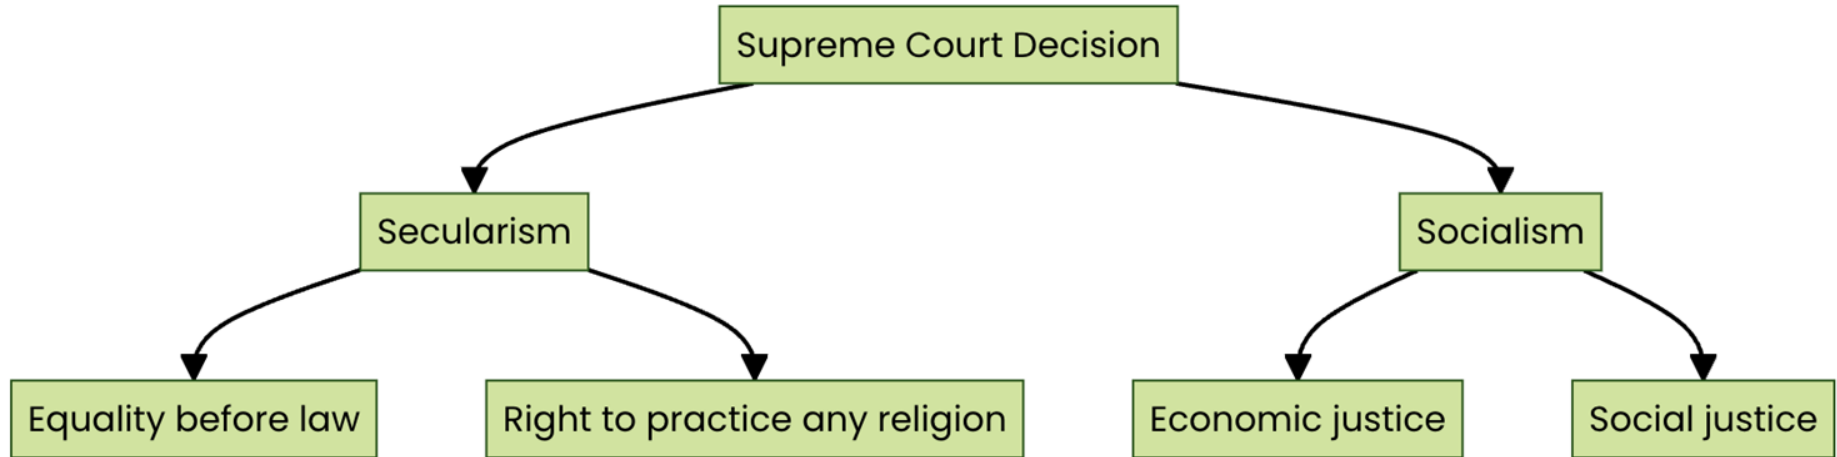 Supreme Court Decision
Secularism
Socialism
Equality before law
Right to practice any religion
Economic justice
Social justice